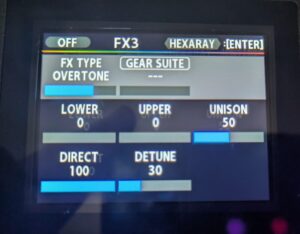 OFF FX3 HEXARAY :[ENTER]
FX TYPE GEAR SUITE
OVERTONE ---
LOWER UPPER UNISON
0 0 50
DIRECT DETUNE
100 30